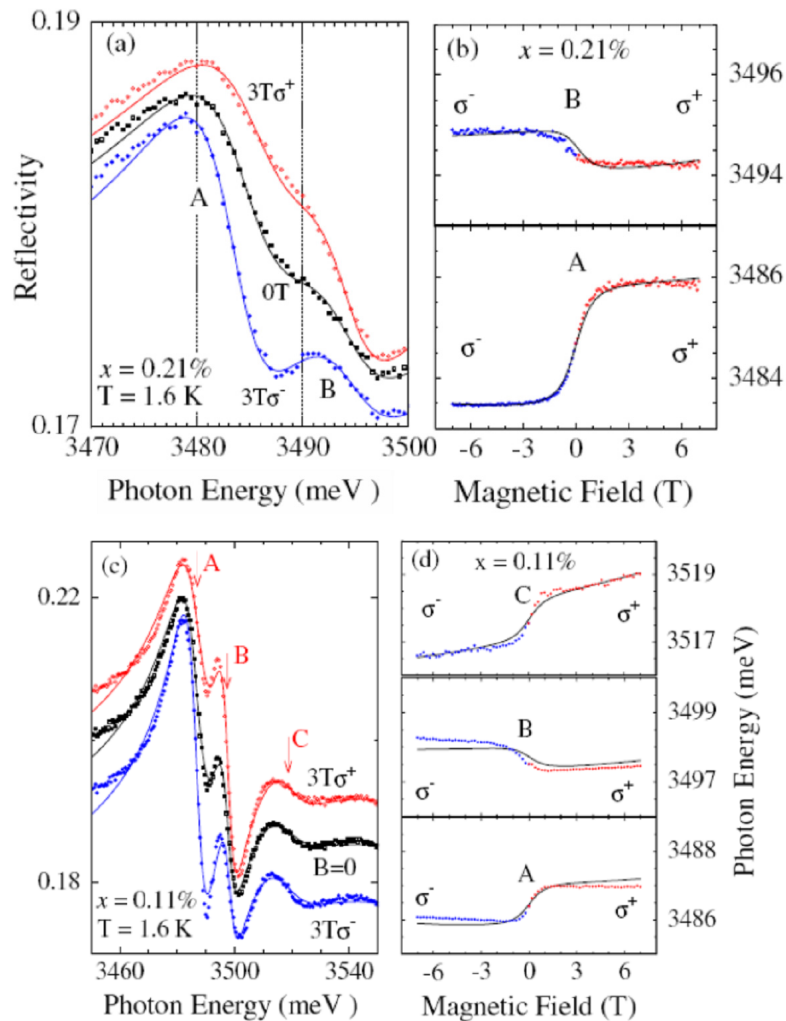 0.19
(a)
3Tσ+
A
0T
B
3Tσ-
x = 0.21%
T = 1.6 K
0.17
3470 3480 3490 3500
Reflectivity
Photon Energy (meV )
(b) x = 0.21%
3496
σ- B σ+
3494
A
3486
σ- σ+
3484
-6 -3 0 3 6
Magnetic Field (T)
(c)
A
0.22
B
C
3Tσ+
B=0
0.18
x = 0.11%
T = 1.6 K
3Tσ-
3460 3500 3540
Photon Energy (meV)
(d) x = 0.11%
3519
C
σ- σ+
3517
3499
B
3497
σ- σ+
3488
A
σ- σ+
3486
-6 -3 0 3 6
Magnetic Field (T)
Photon Energy (meV)